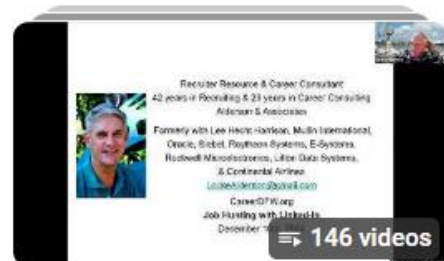 Recruiter Resource & Career Consultant
42 years in Recruiting & 23 years in Career Consulting
Alderson & Associates
Formerly with Lee Hecht Harrison, Mullin International,
Oracle, Siebel, Raytheon Systems, E-Systems,
Rockwell Microelectronics, Litton Data Systems,
& Continental Airlines
CareerDFW.org
Job Hunting with LinkedIn
December
146 videos